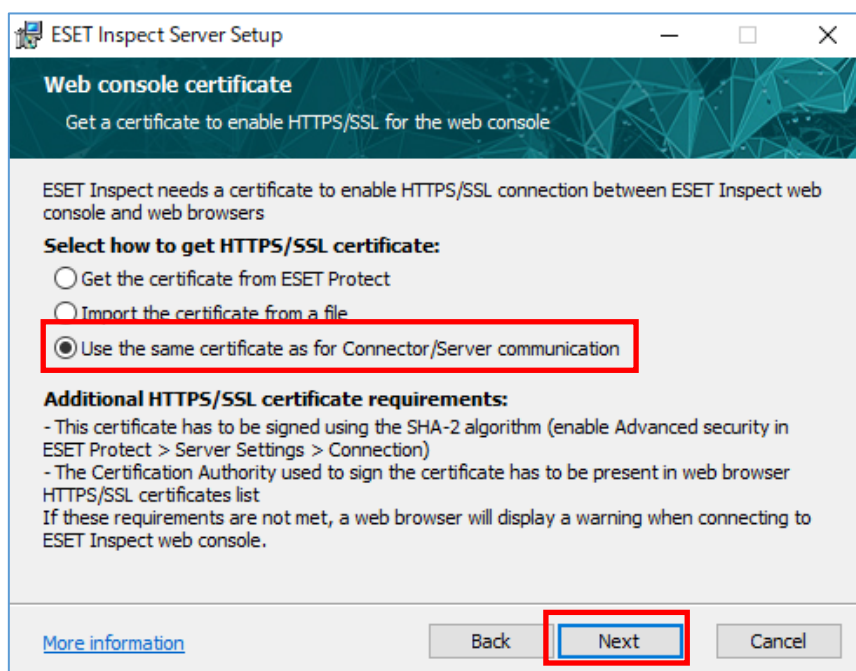 ESET Inspect Server Setup
Web console certificate
Get a certificate to enable HTTPS/SSL for the web console
ESET Inspect needs a certificate to enable HTTPS/SSL connection between ESET Inspect web
console and web browsers
Select how to get HTTPS/SSL certificate:
Get the certificate from ESET Protect
Import the certificate from a file
Use the same certificate as for Connector/Server communication
Additional HTTPS/SSL certificate requirements:
- This certificate has to be signed using the SHA-2 algorithm (enable Advanced security in
ESET Protect > Server Settings > Connection)
- The Certification Authority used to sign the certificate has to be present in web browser
HTTPS/SSL certificates list
If these requirements are not met, a web browser will display a warning when connecting to
ESET Inspect web console.
More information
Back
Next
Cancel